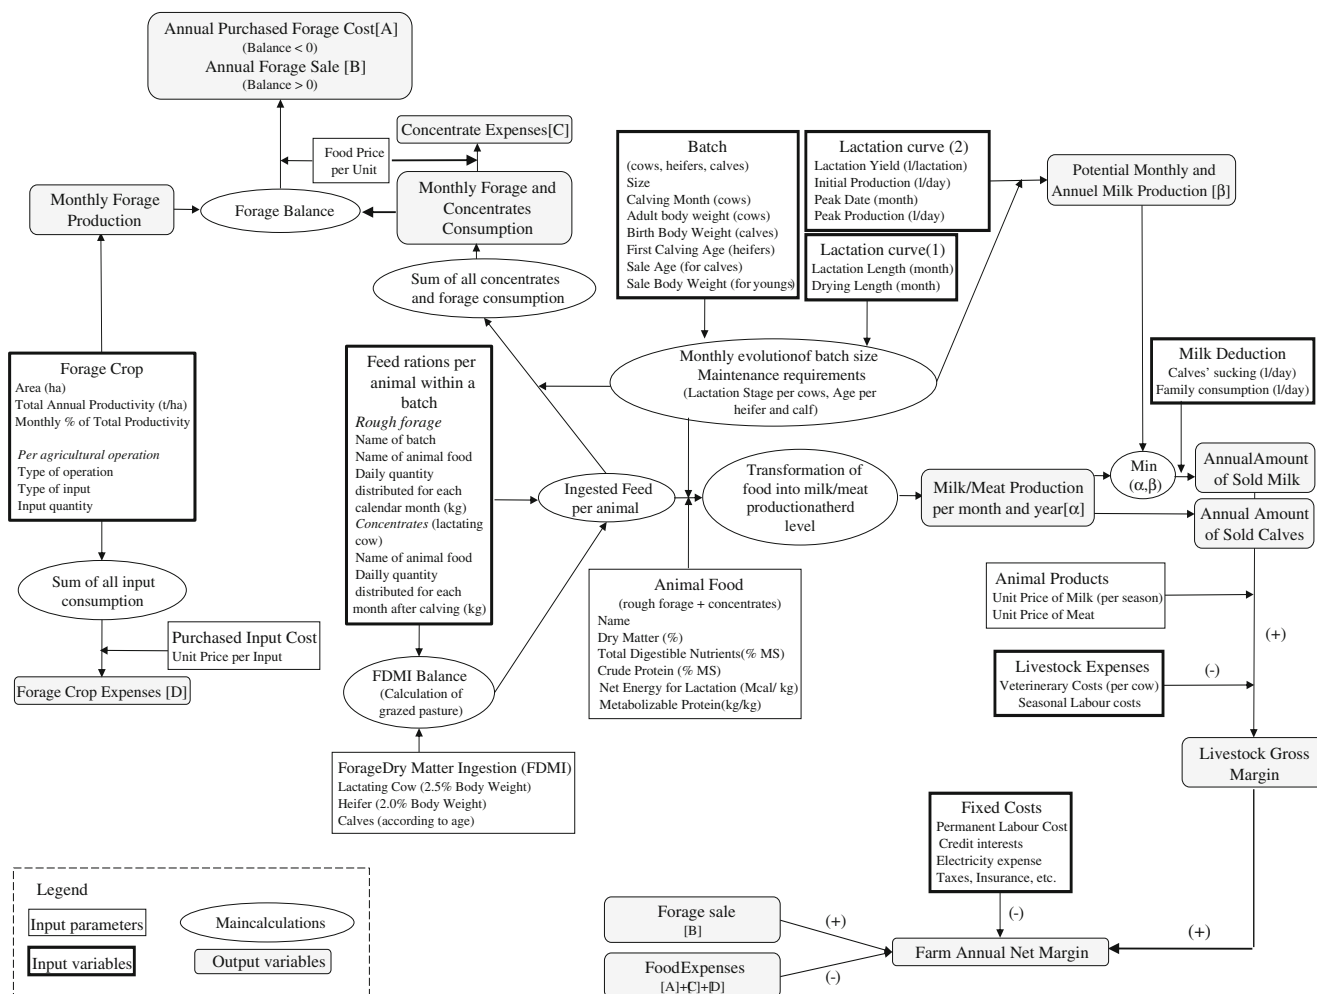 Annual Purchased Forage Cost[A]
(Balance < 0)
Annual Forage Sale [B]
(Balance > 0)
Concentrate Expenses[C]
Food Price
per Unit
Monthly Forage
Production
Forage Balance
Monthly Forage and
Concentrates
Consumption
Sum of all concentrates
and forage consumption
Batch
(cows, heifers, calves)
Size
Calving Month (cows)
Adult body weight (cows)
Birth Body Weight (calves)
First Calving Age (heifers)
Sale Age (for calves)
Sale Body Weight (for youngs)
Lactation curve (2)
Lactation Yield (l/lactation)
Initial Production (l/day)
Peak Date (month)
Peak Production (l/day)
Lactation curve(1)
Lactation Length (month)
Drying Length (month)
Potential Monthly and
Annuel Milk Production [β]
Forage Crop
Area (ha)
Total Annual Productivity (t/ha)
Monthly % of Total Productivity
Per agricultural operation
Type of operation
Type of input
Input quantity
Feed rations per
animal within a
batch
Rough forage
Name of batch
Name of animal food
Daily quantity
distributed for each
calendar month (kg)
Concentrates (lactating
cow)
Name of animal food
Dailly quantity
distributed for each
month after calving (kg)
Monthly evolutionof batch size
Maintenance requirements
(Lactation Stage per cows, Age per
heifer and calf)
Milk Deduction
Calves' sucking (l/day)
Family consumption (l/day)
Ingested Feed
per animal
Transformation of
food into milk/meat
productionatherd
level
Milk/Meat Production
per month and year[α]
Min
(α,β)
AnnualAmount
of Sold Milk
Annual Amount
of Sold Calves
Sum of all input
consumption
Purchased Input Cost
Unit Price per Input
Forage Crop Expenses [D]
FDMI Balance
(Calculation of
grazed pasture)
Animal Food
(rough forage + concentrates)
Name
Dry Matter (%)
Total Digestible Nutrients(% MS)
Crude Protein (% MS)
Net Energy for Lactation (Mcal/ kg)
Metabolizable Protein(kg/kg)
Animal Products
Unit Price of Milk (per season)
Unit Price of Meat
(+)
Livestock Expenses
Veterinery Costs (per cow)
Seasonal Labour costs
(-)
ForageDry Matter Ingestion (FDMI)
Lactating Cow (2.5% Body Weight)
Heifer (2.0% Body Weight)
Calves (according to age)
Livestock Gross
Margin
Fixed Costs
Permanent Labour Cost
Credit interests
Electricity expense
Taxes, Insurance, etc.
(-)
Forage sale
[B]
(+)
FoodExpenses
[A]+[C]+[D]
(-)
Farm Annual Net Margin
(+)
Legend
Input parameters
Maincalculations
Input variables
Output variables